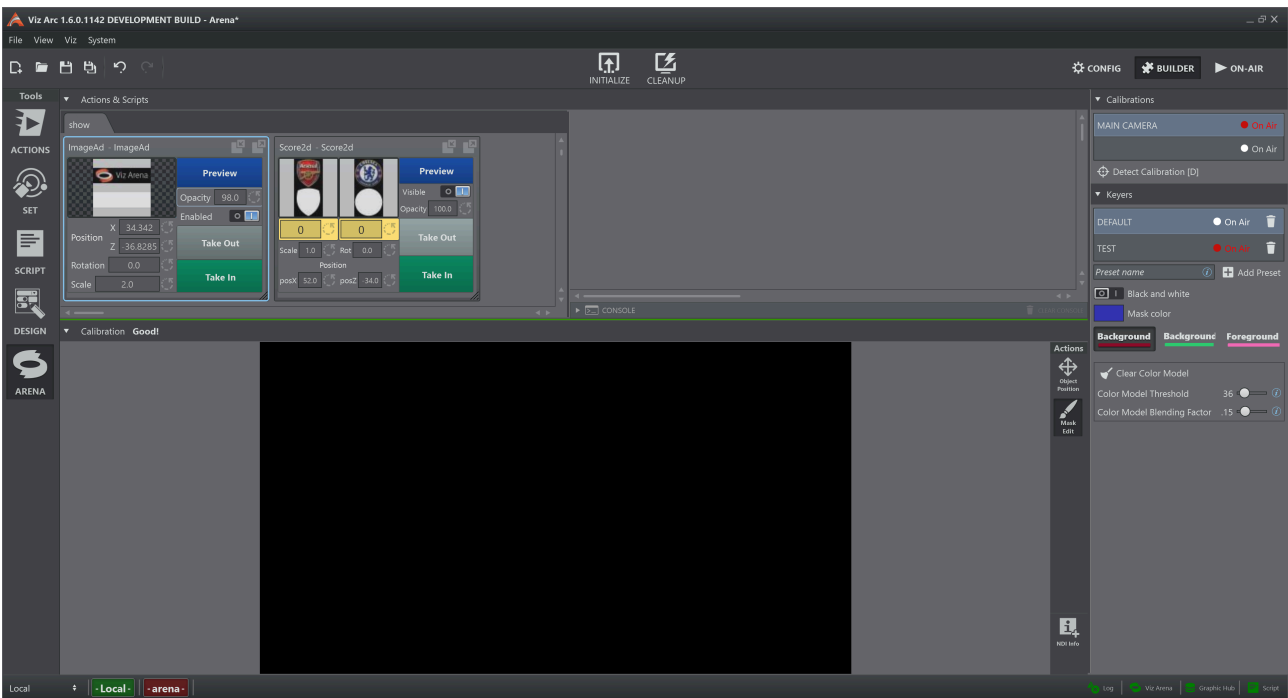 Viz Arc 1.6.0.1142 DEVELOPMENT BUILD - Arena*
File View Viz System
INITIALIZE CLEANUP
CONFIG BUILDER ON-AIR
Tools
ACTIONS
SET
SCRIPT
DESIGN
ARENA
Actions & Scripts
show
ImageAd - ImageAd
Viz Arena
Preview
Opacity 98.0
Enabled
Position X 34.342
Z -36.8285
Rotation 0.0
Scale 2.0
Take Out
Take In
Score2d - Score2d
Arsenal
Preview
Visible
Opacity 100.0
0 0
Scale 1.0 Rot 0.0
Position
posX 52.0 posZ -34.0
Take Out
Take In
CONSOLE
Calibration Good!
Actions
Object
Position
Mask
Edit
NDI Info
Calibrations
MAIN CAMERA On Air
On Air
Detect Calibration [D]
Keyers
DEFAULT On Air
TEST On Air
Preset name Add Preset
Black and white
Mask color
Background Background Foreground
Clear Color Model
Color Model Threshold 36
Color Model Blending Factor .15
Local - Local - - arena -
Log Viz Arena Graphic Hub Script